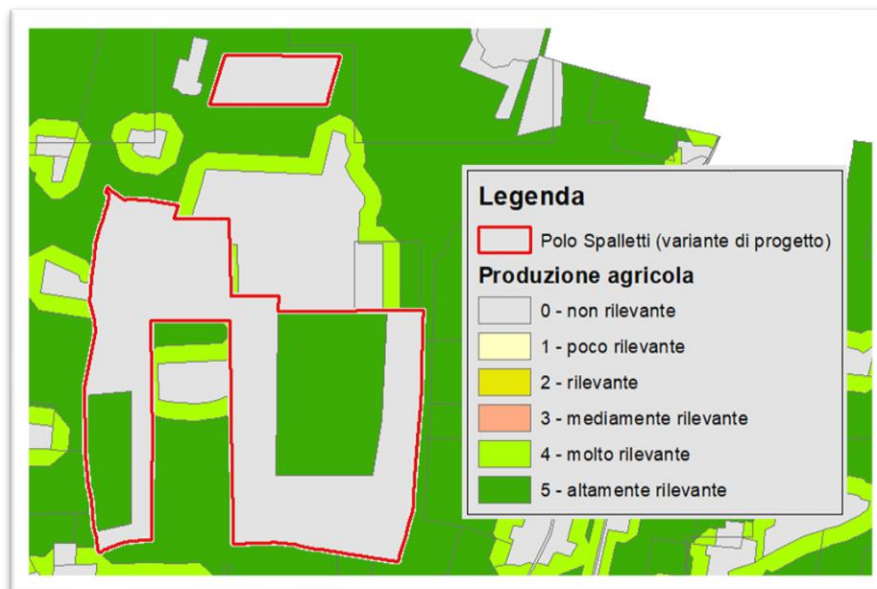 Legenda
Polo Spalletti (variante di progetto)
Produzione agricola
0 - non rilevante
1 - poco rilevante
2 - rilevante
3 - mediamente rilevante
4 - molto rilevante
5 - altamente rilevante